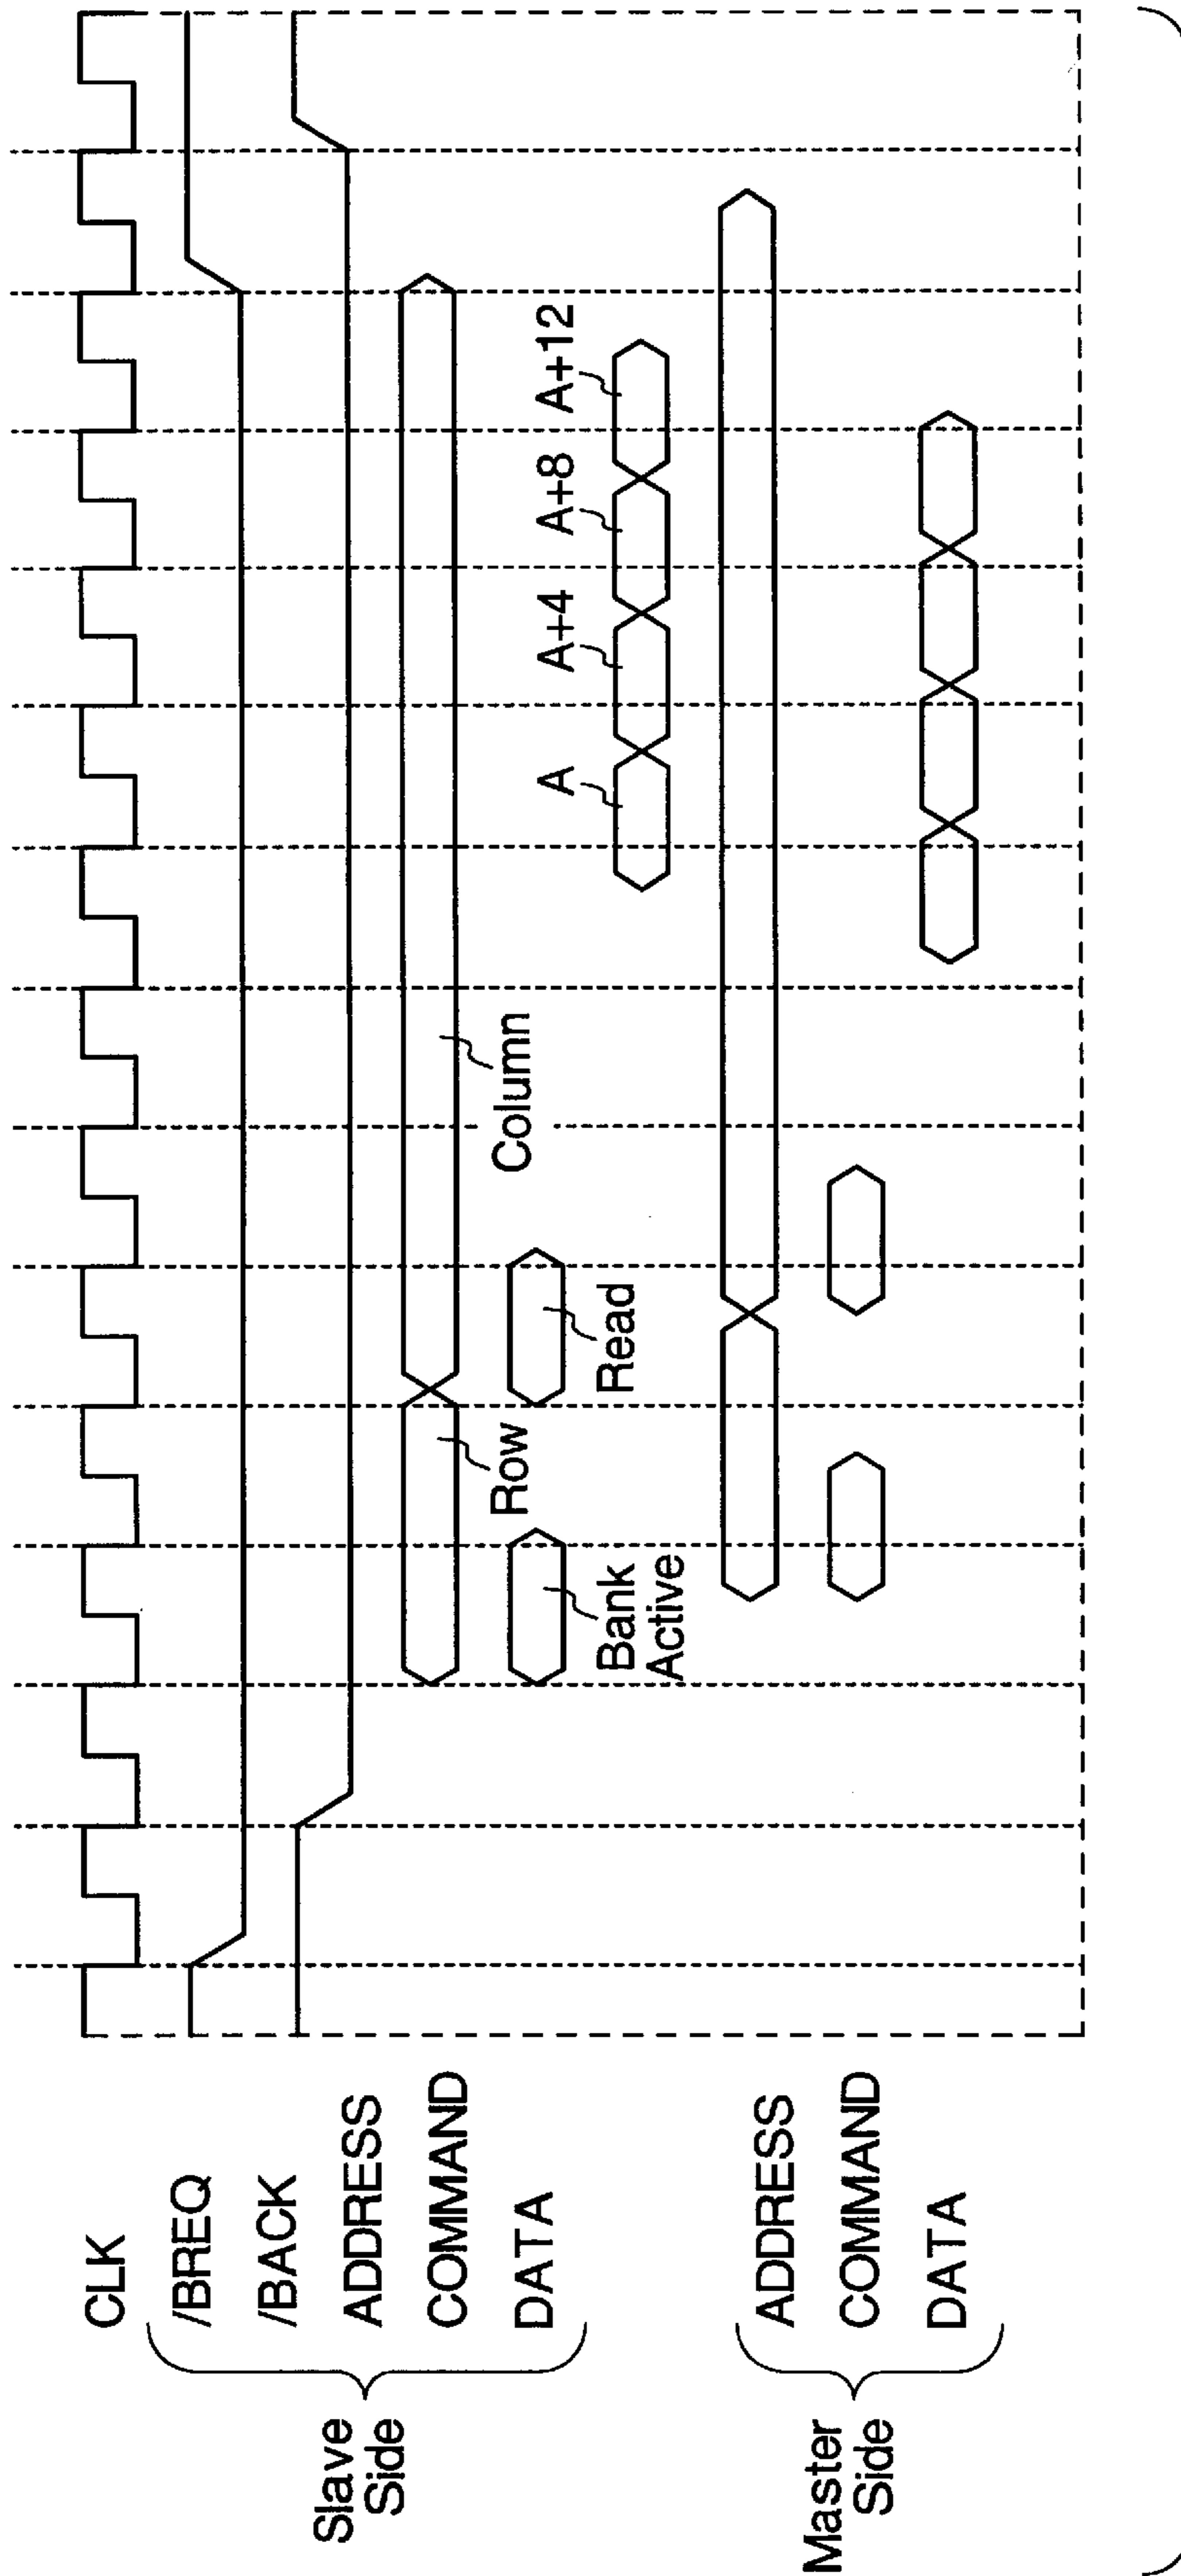 CLK
Slave
Side
/BREQ
/BACK
ADDRESS
COMMAND
DATA
Row
Column
Bank
Active
Read
A
A+4
A+8
A+12
Master
Side
ADDRESS
COMMAND
DATA